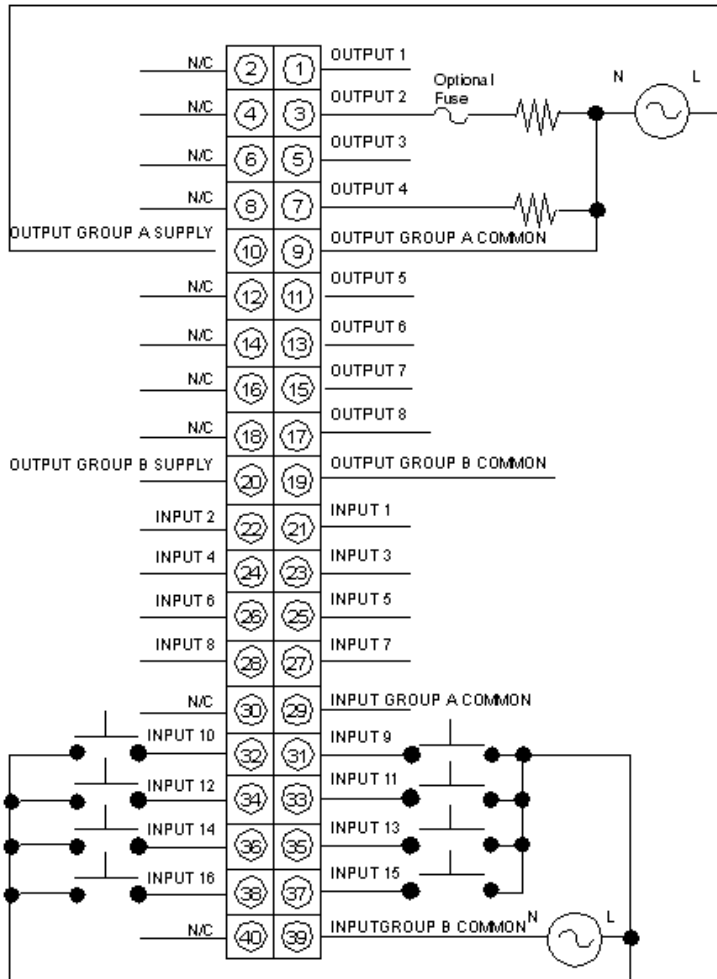 N/C 2 1 OUTPUT 1
N/C 4 3 OUTPUT 2 Optional Fuse N L
N/C 6 5 OUTPUT 3
N/C 8 7 OUTPUT 4
OUTPUT GROUP A SUPPLY 10 9 OUTPUT GROUP A COMMON
N/C 12 11 OUTPUT 5
N/C 14 13 OUTPUT 6
N/C 16 15 OUTPUT 7
N/C 18 17 OUTPUT 8
OUTPUT GROUP B SUPPLY 20 19 OUTPUT GROUP B COMMON
INPUT 2 22 21 INPUT 1
INPUT 4 24 23 INPUT 3
INPUT 6 26 25 INPUT 5
INPUT 8 28 27 INPUT 7
N/C 30 29 INPUT GROUP A COMMON
INPUT 10 32 31 INPUT 9
INPUT 12 34 33 INPUT 11
INPUT 14 36 35 INPUT 13
INPUT 16 38 37 INPUT 15
N/C 40 39 INPUTGROUP B COMMON N L